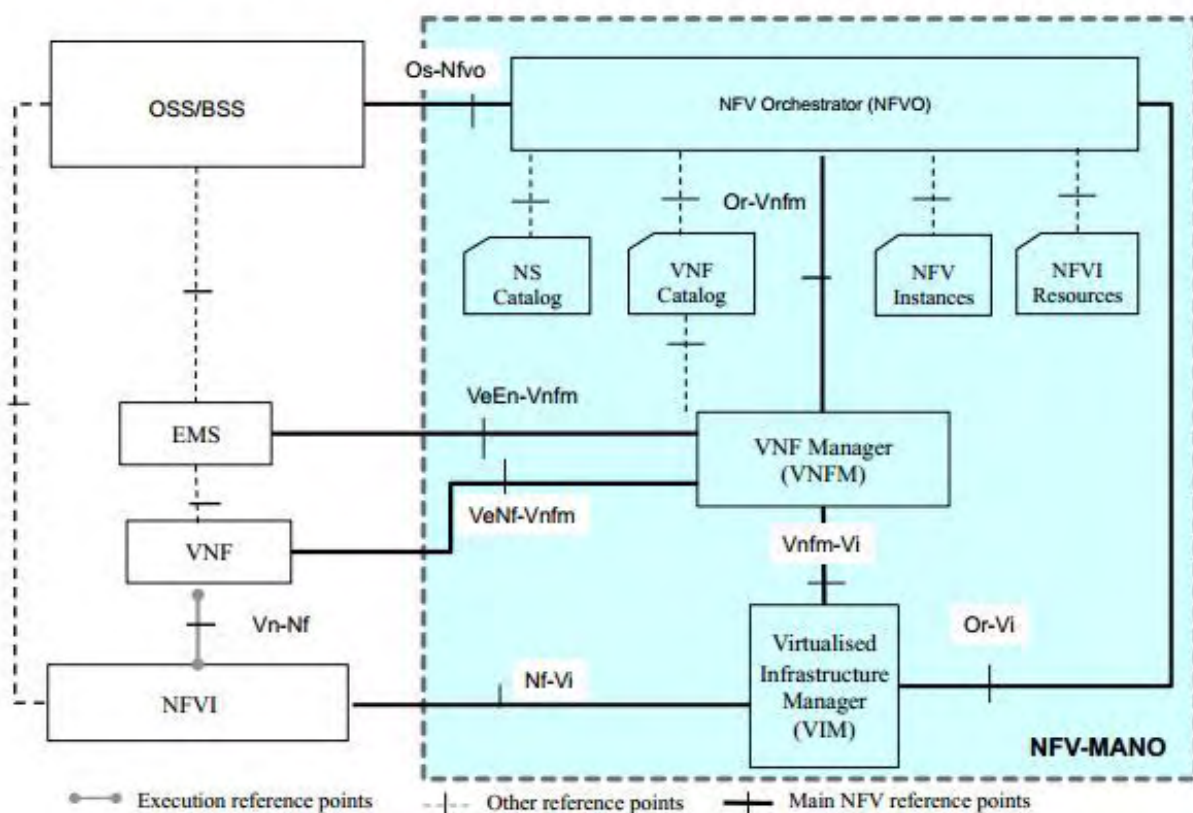 Os-Nfvo
OSS/BSS
NFV Orchestrator (NFVO)
Or-Vnfm
NS
Catalog
VNF
Catalog
NFV
Instances
NFVI
Resources
VeEn-Vnfm
EMS
VNF Manager
(VNFM)
VeNf-Vnfm
VNF
Vnfm-Vi
Vn-Nf
Or-Vi
Virtualised
Infrastructure
Manager
(VIM)
Nf-Vi
NFVI
NFV-MANO
Execution reference points
Other reference points
Main NFV reference points